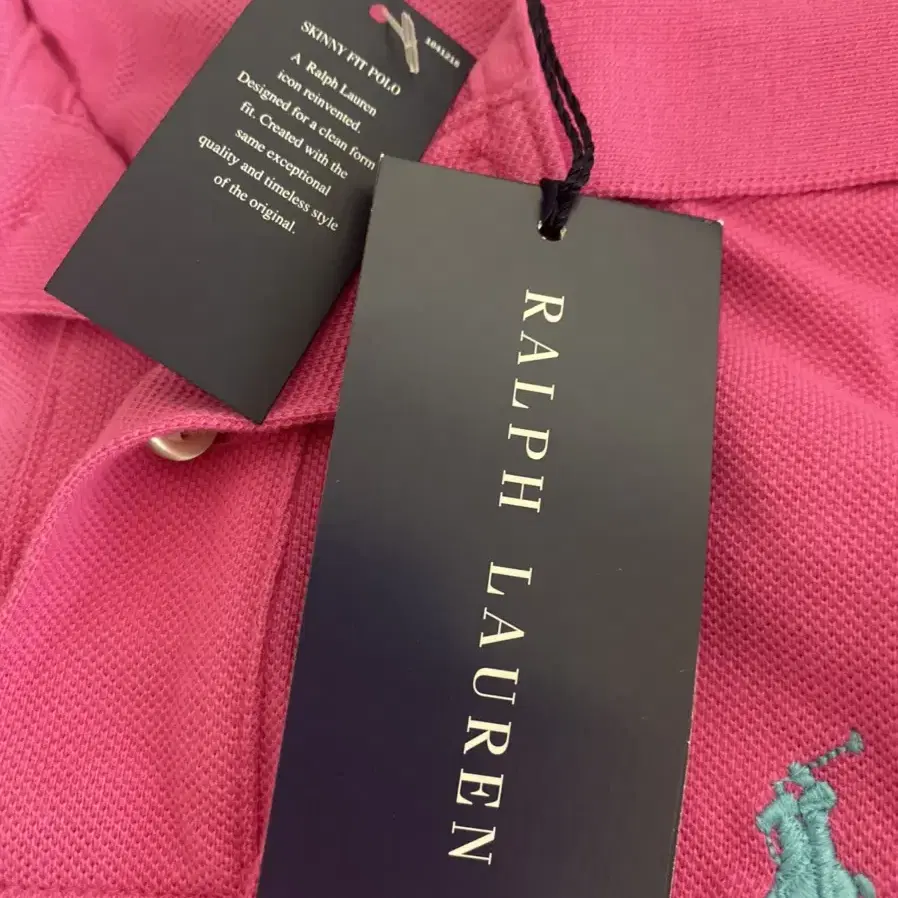 1041218
SKINNY FIT POLO
A Ralph Lauren
icon reinvented.
Designed for a clean form
fit. Created with the
same exceptional
quality and timeless style
of the original.
RALPH LAUREN